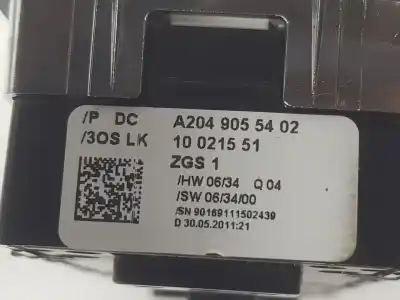 /P DC A204 905 54 02
/3OS LK 10 0215 51
ZGS 1
/HW 06/34 Q 04
/SW 06/34/00
/SN 90169111502439
D 30.05.2011:21